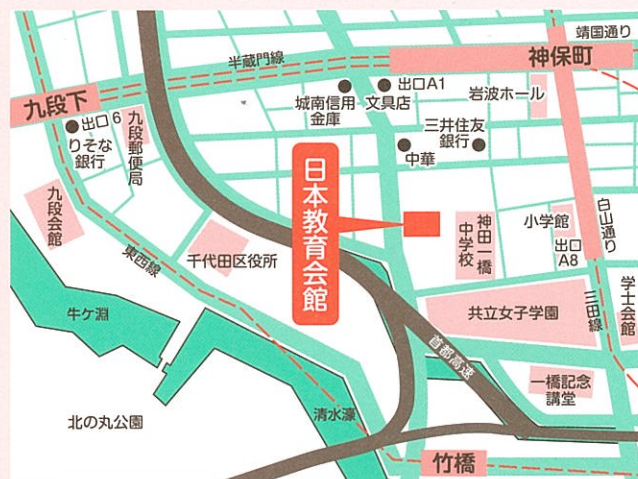 靖国通り
半蔵門線
神保町
九段下
出口A1
城南信用
金庫
文具店
岩波ホール
出口6
りそな
銀行
九段郵便局
中華
三井住友
銀行
日本教育会館
九段会館
東西線
千代田区役所
神田一橋
中学校
小学館
出口
A8
白山通り
牛ケ淵
共立女子学園
三田線
学士会館
首都高速
一橋記念
講堂
北の丸公園
清水濠
竹橋